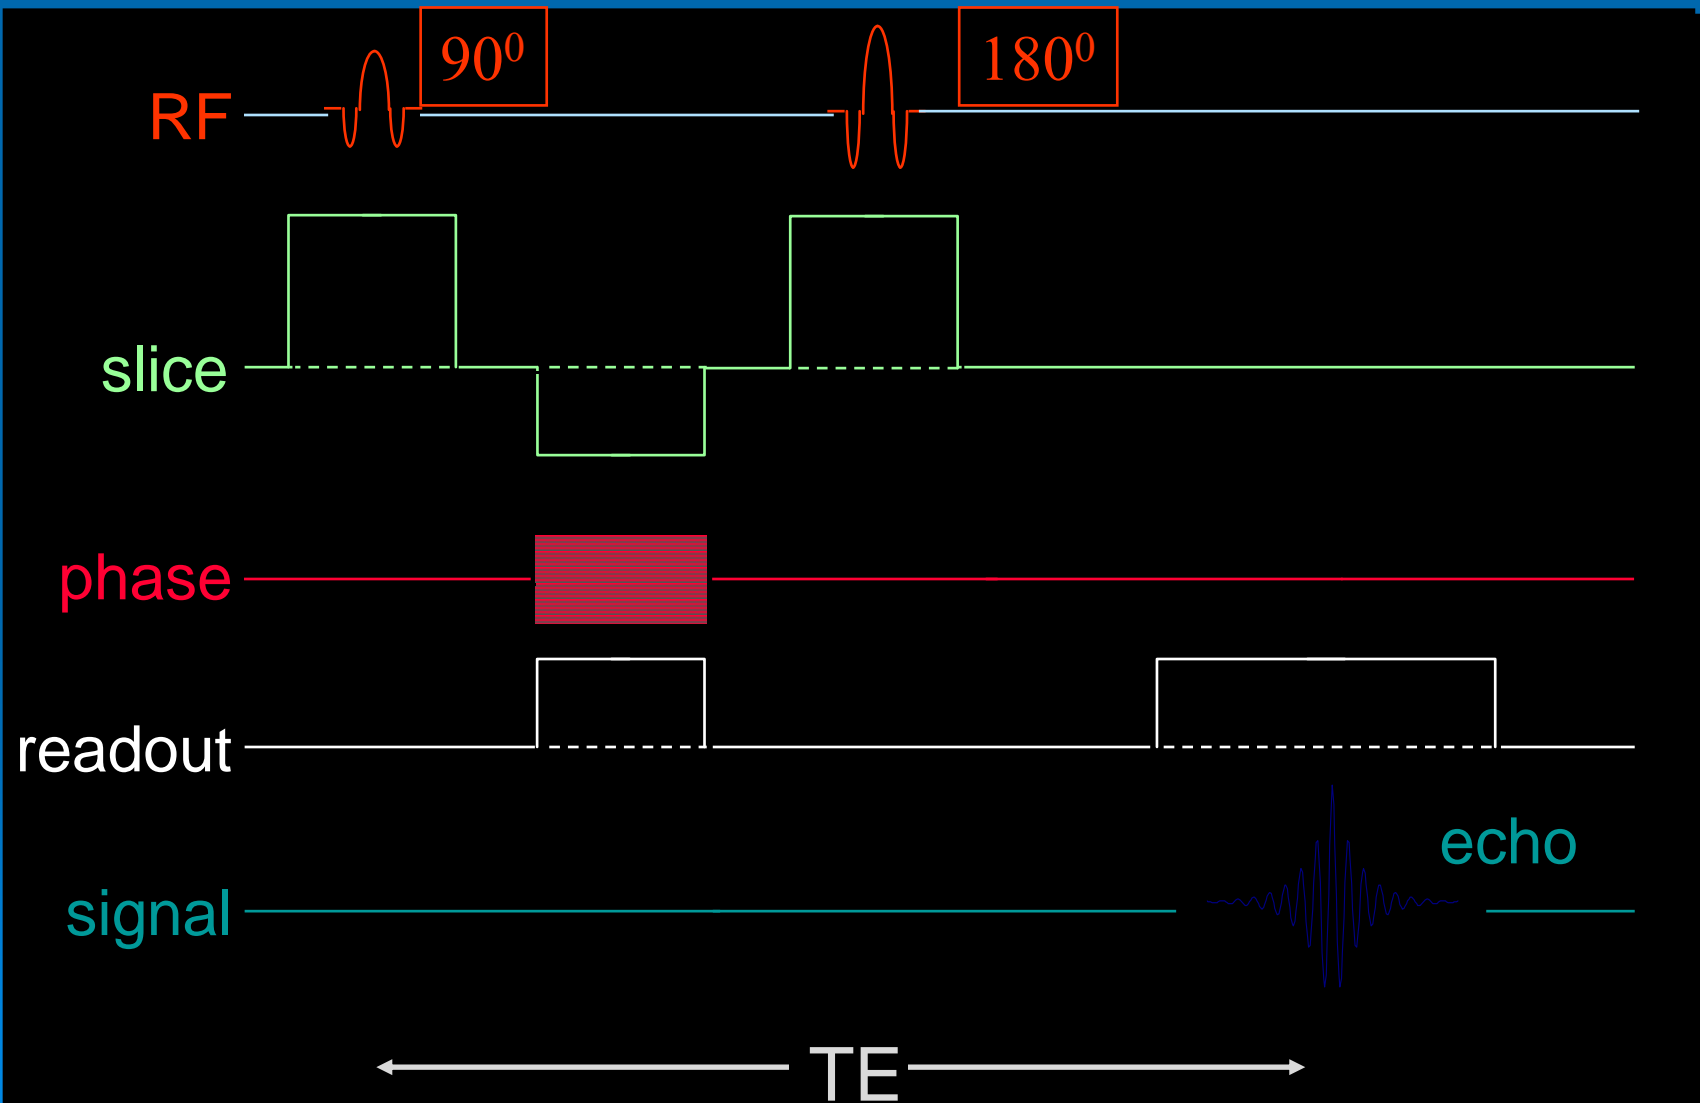 90⁰
180⁰
RF
slice
phase
readout
echo
signal
TE